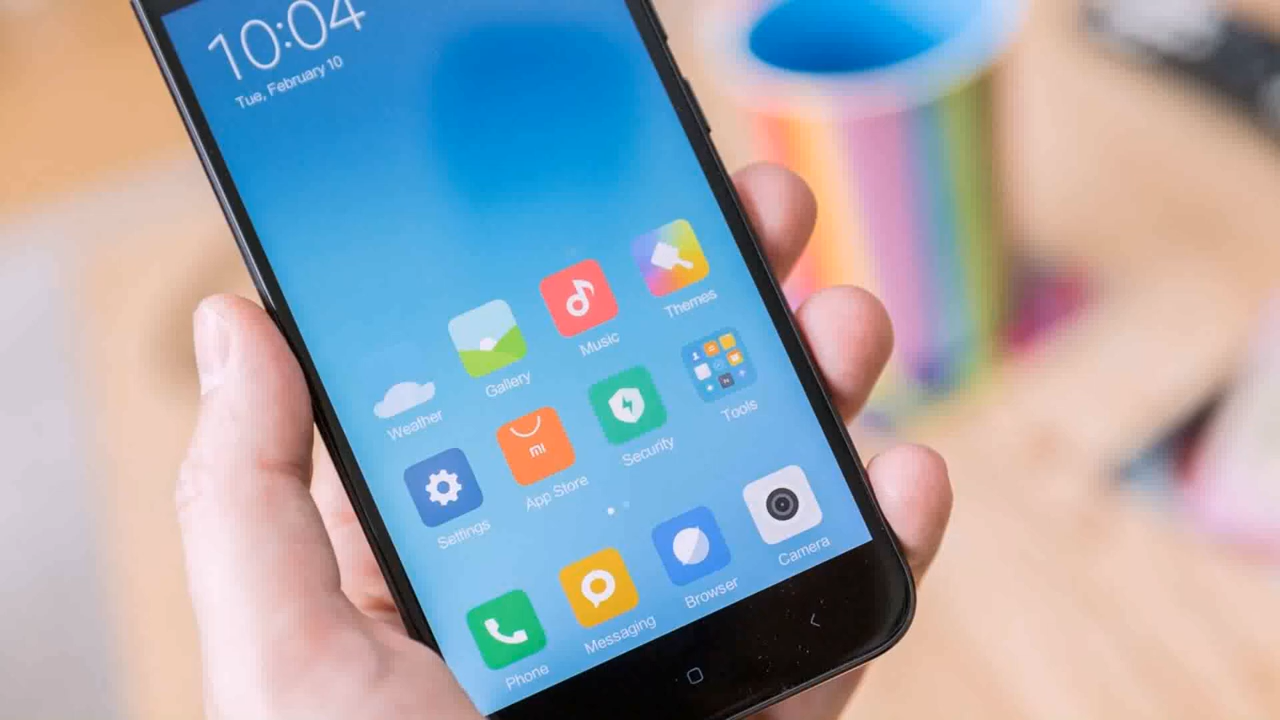 10:04
Tue, February 10
Weather
Gallery
Music
Themes
Settings
mi
App Store
Security
Tools
Phone
Messaging
Browser
Camera